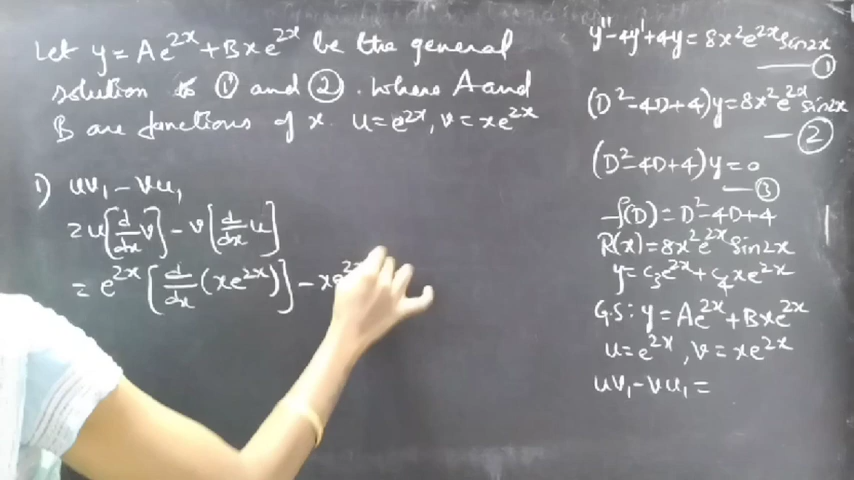 Let y = Ae^{2x} + Bxe^{2x} be the general
solution to ① and ②. where A and
B are functions of x. u = e^{2x}, v = xe^{2x}
1) uv₁ - vu₁
= u[d/dx v] - v[d/dx u]
= e^{2x} [d/dx (xe^{2x})] - xe^{2x}
y'' - 4y' + 4y = 8x²e^{2x} sin2x
— ①
(D² - 4D + 4)y = 8x²e^{2x} sin2x
— ②
(D² - 4D + 4)y = 0
— ③
f(D) = D² - 4D + 4
R(x) = 8x²e^{2x} sin2x
y = c₃e^{2x} + c₄xe^{2x}
G.S: y = Ae^{2x} + Bxe^{2x}
u = e^{2x}, v = xe^{2x}
uv₁ - vu₁ =